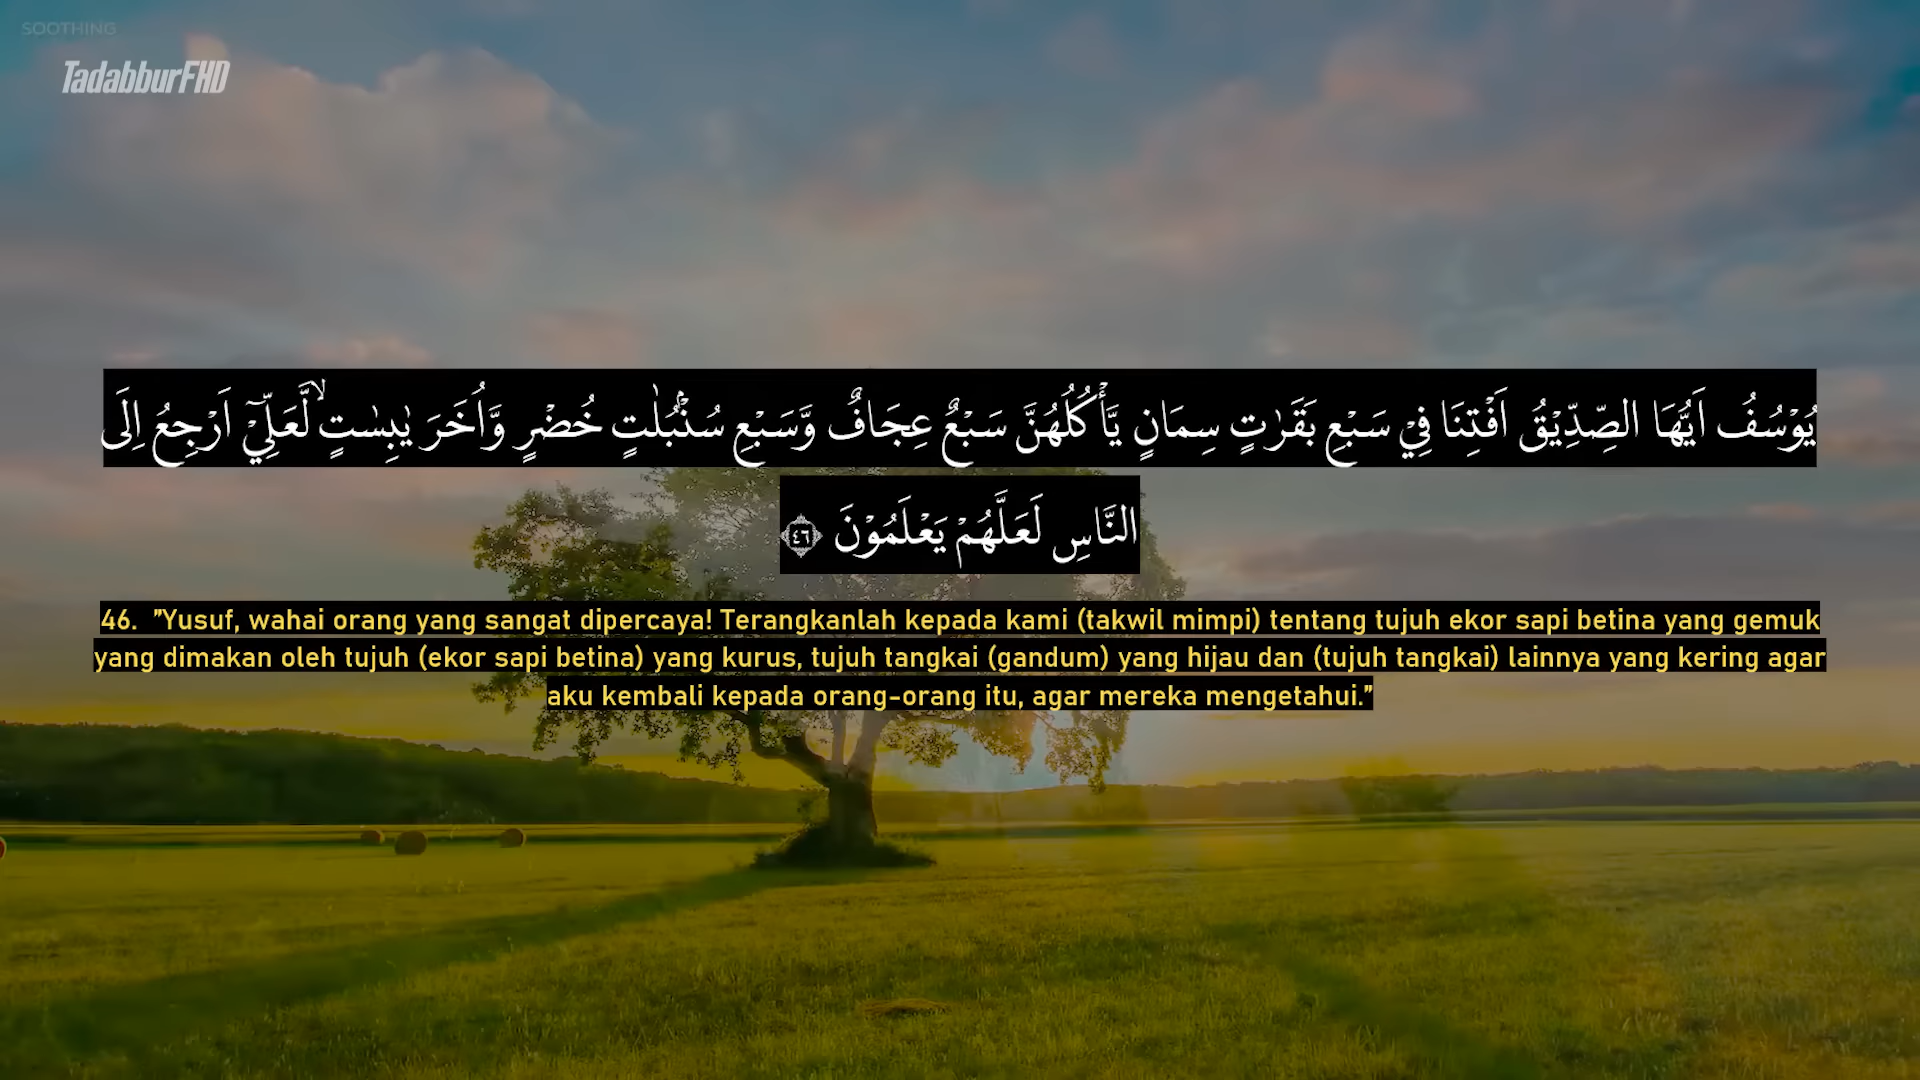 SOOTHING
TadabburFHD
يُوْسُفُ اَيُّهَا الصِّدِّيْقُ اَفْتِنَا فِيْ سَبْعِ بَقَرٰتٍ سِمَانٍ يَّأْكُلُهُنَّ سَبْعٌ عِجَافٌ وَّسَبْعِ سُنْۢبُلٰتٍ خُضْرٍ وَّاُخَرَ يٰبِسٰتٍۙ لَّعَلِّيْٓ اَرْجِعُ اِلَى
النَّاسِ لَعَلَّهُمْ يَعْلَمُوْنَ ٤٦
46. "Yusuf, wahai orang yang sangat dipercaya! Terangkanlah kepada kami (takwil mimpi) tentang tujuh ekor sapi betina yang gemuk
yang dimakan oleh tujuh (ekor sapi betina) yang kurus, tujuh tangkai (gandum) yang hijau dan (tujuh tangkai) lainnya yang kering agar
aku kembali kepada orang-orang itu, agar mereka mengetahui."